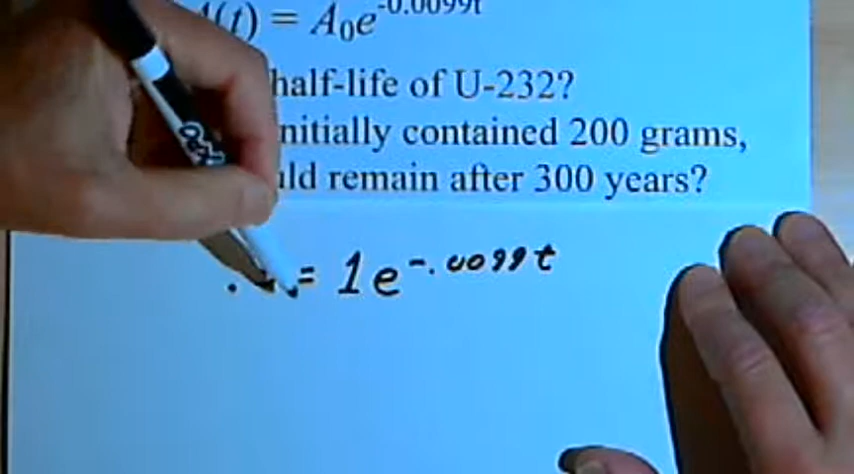 (t) = A₀e^-0.0099t
half-life of U-232?
nitially contained 200 grams,
ld remain after 300 years?
. = 1e^-.0099t